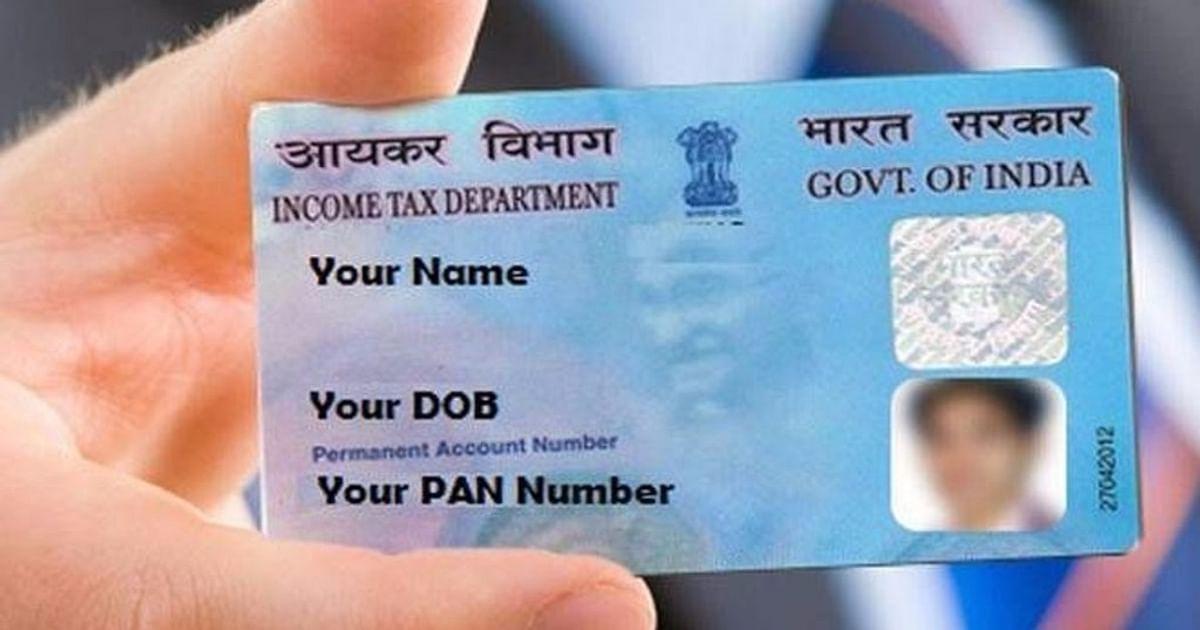 आयकर विभाग
INCOME TAX DEPARTMENT
भारत सरकार
GOVT. OF INDIA
Your Name
Your DOB
Permanent Account Number
Your PAN Number
27042012